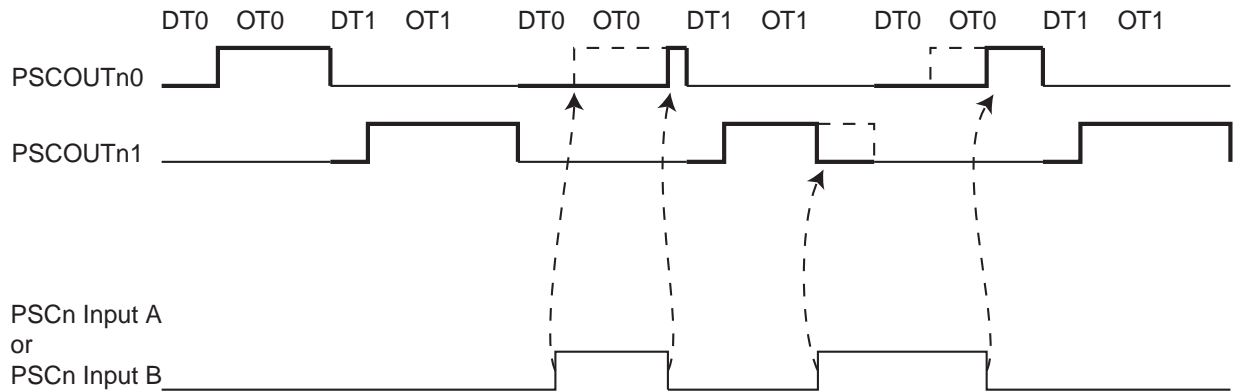 DT0 OT0 DT1 OT1 DT0 OT0 DT1 OT1 DT0 OT0 DT1 OT1
PSCOUTn0
PSCOUTn1
PSCn Input A
or
PSCn Input B